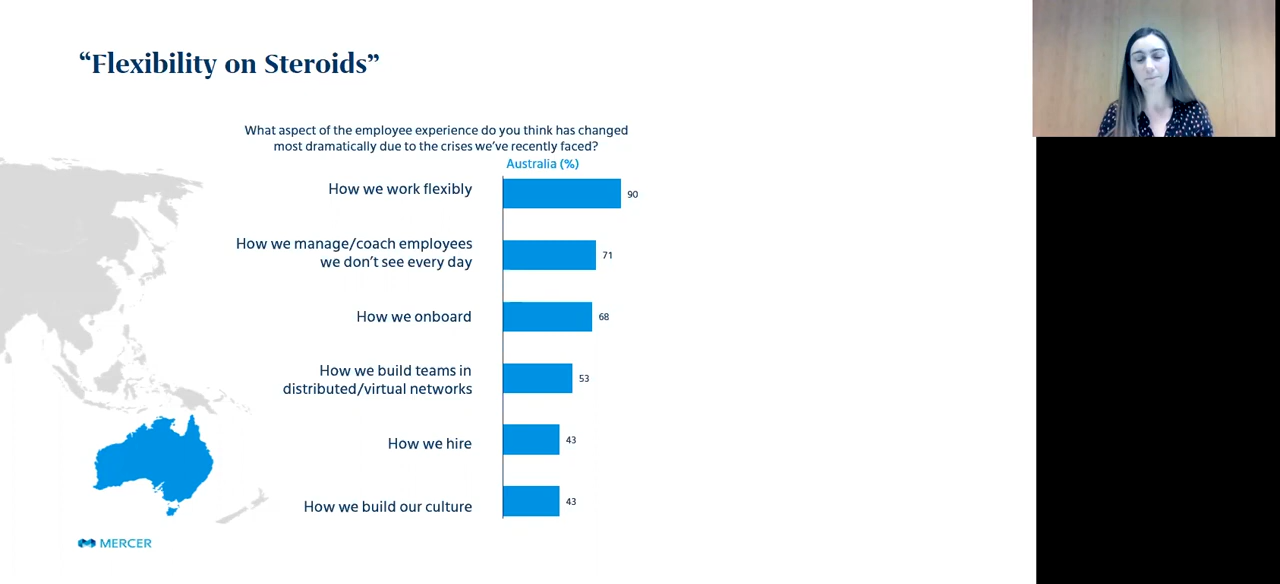 “Flexibility on Steroids”
What aspect of the employee experience do you think has changed
most dramatically due to the crises we’ve recently faced?
Australia (%)
How we work flexibly
90
How we manage/coach employees
we don’t see every day
71
How we onboard
68
How we build teams in
distributed/virtual networks
53
How we hire
43
How we build our culture
43
MERCER